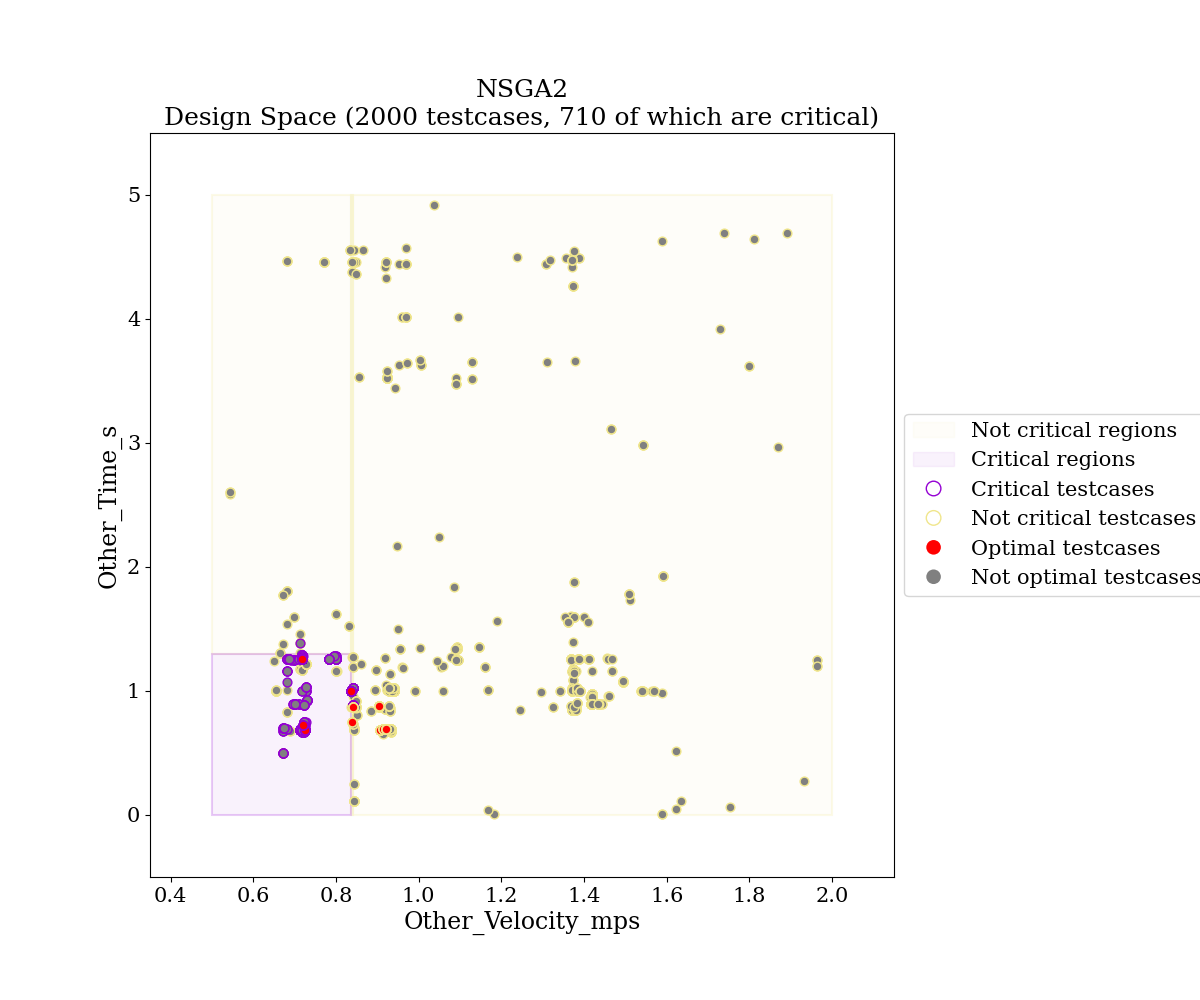 NSGA2
Design Space (2000 testcases, 710 of which are critical)
Other_Time_s
5
4
3
2
1
0
0.4 0.6 0.8 1.0 1.2 1.4 1.6 1.8 2.0
Other_Velocity_mps
Not critical regions
Critical regions
Critical testcases
Not critical testcases
Optimal testcases
Not optimal testcases